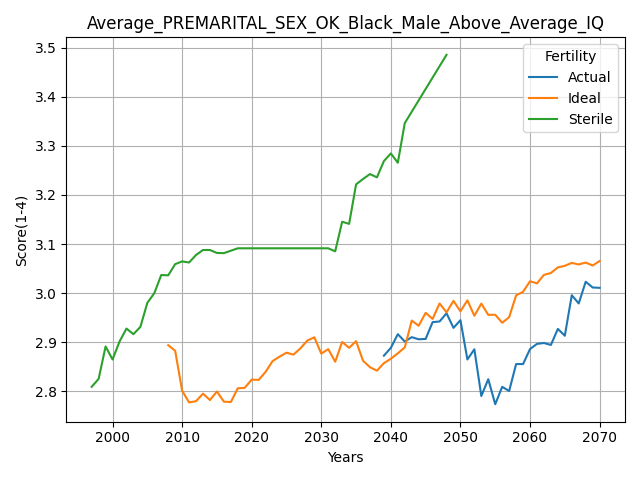 Average_PREMARITAL_SEX_OK_Black_Male_Above_Average_IQ
Score(1-4)
3.5
3.4
3.3
3.2
3.1
3.0
2.9
2.8
Fertility
Actual
Ideal
Sterile
2000 2010 2020 2030 2040 2050 2060 2070
Years